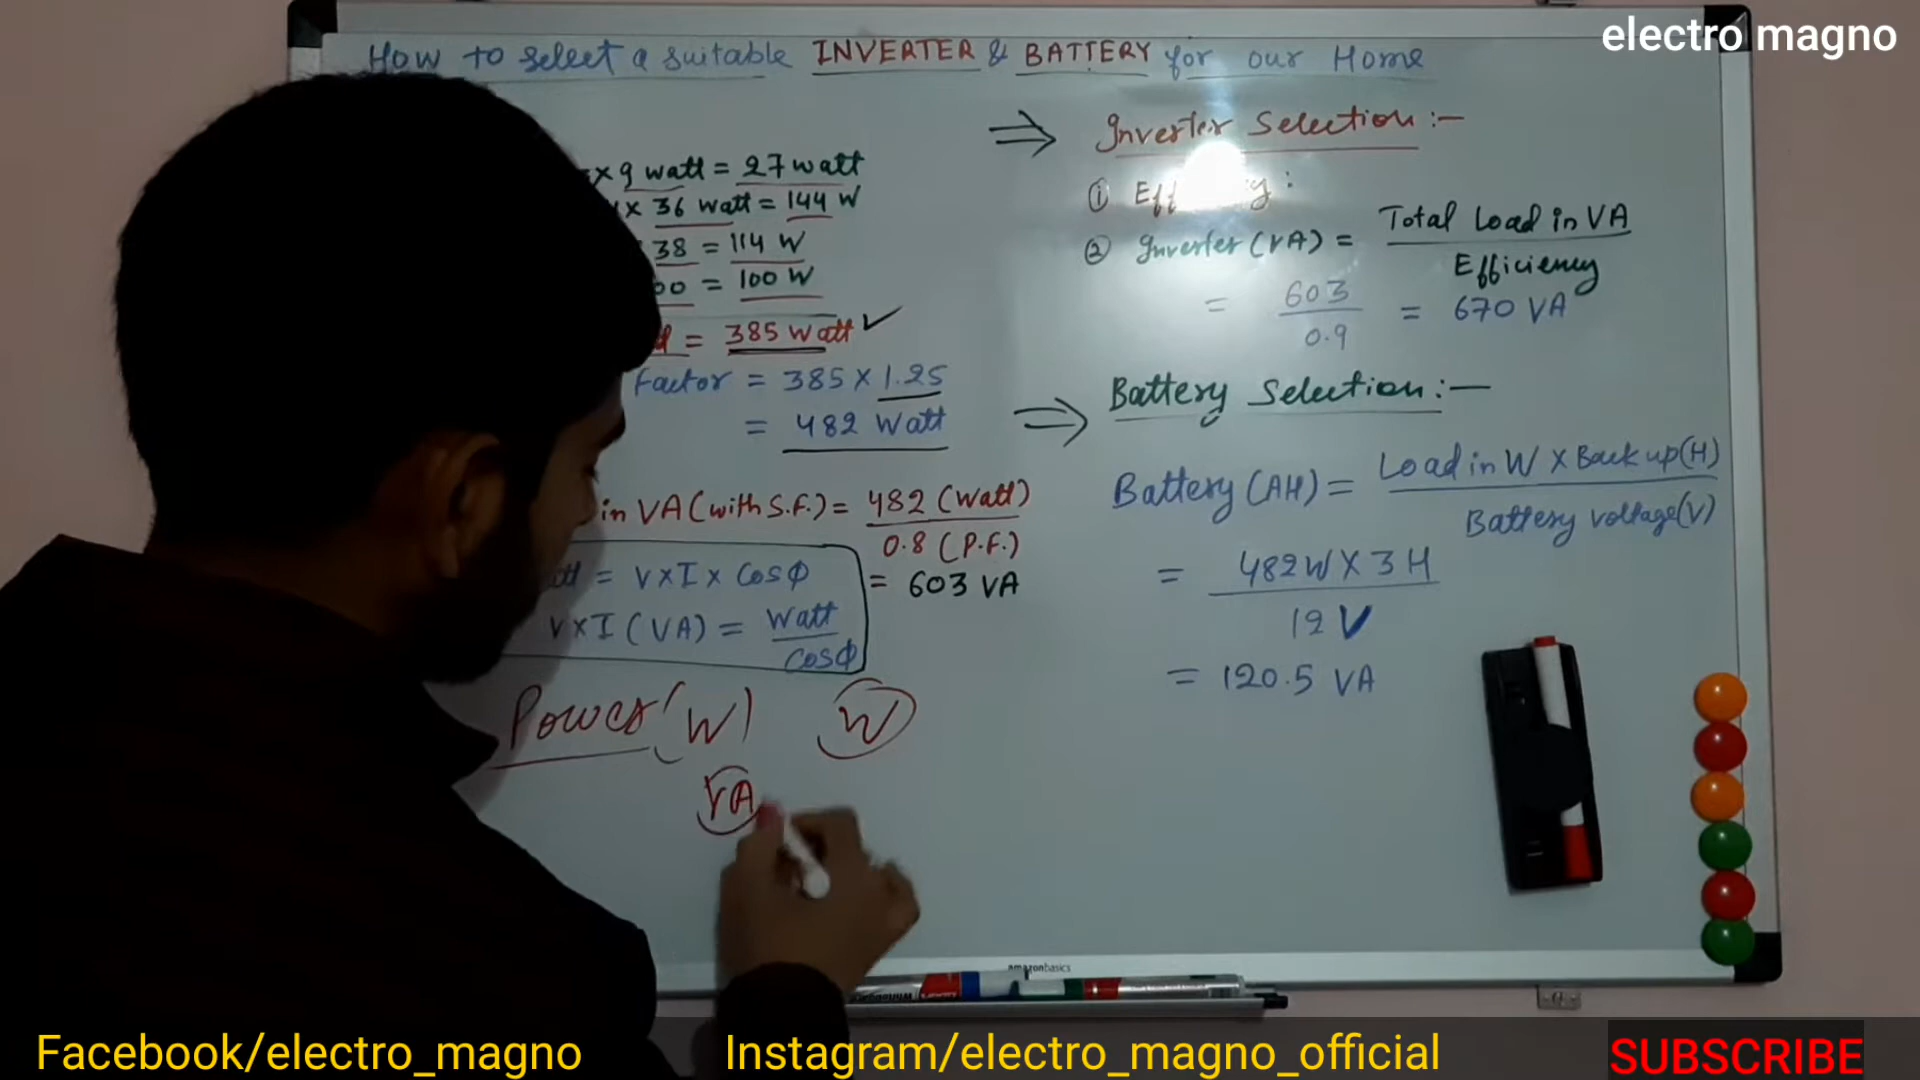 electro magno
How to select a suitable INVERTER & BATTERY for our Home
x 9 watt = 27 watt
x 36 watt = 144 W
38 = 114 W
00 = 100 W
= 385 Watt ✓
Factor = 385 x 1.25
= 482 Watt
in VA (with S.F.) = 482 (Watt)
0.8 (P.F.)
= 603 VA
= V x I x Cosφ
V x I (VA) = Watt
Cosφ
Power (W) W
VA
⇒ Inverter Selection :-
① :
② Inverter (VA) = Total Load in VA
Efficiency
= 603 = 670 VA
0.9
⇒ Battery Selection :-
Battery (AH) = Load in W x Back up (H)
Battery voltage (V)
= 482W x 3 H
12 V
= 120.5 VA
amazonbasics
Facebook/electro_magno
Instagram/electro_magno_official
SUBSCRIBE